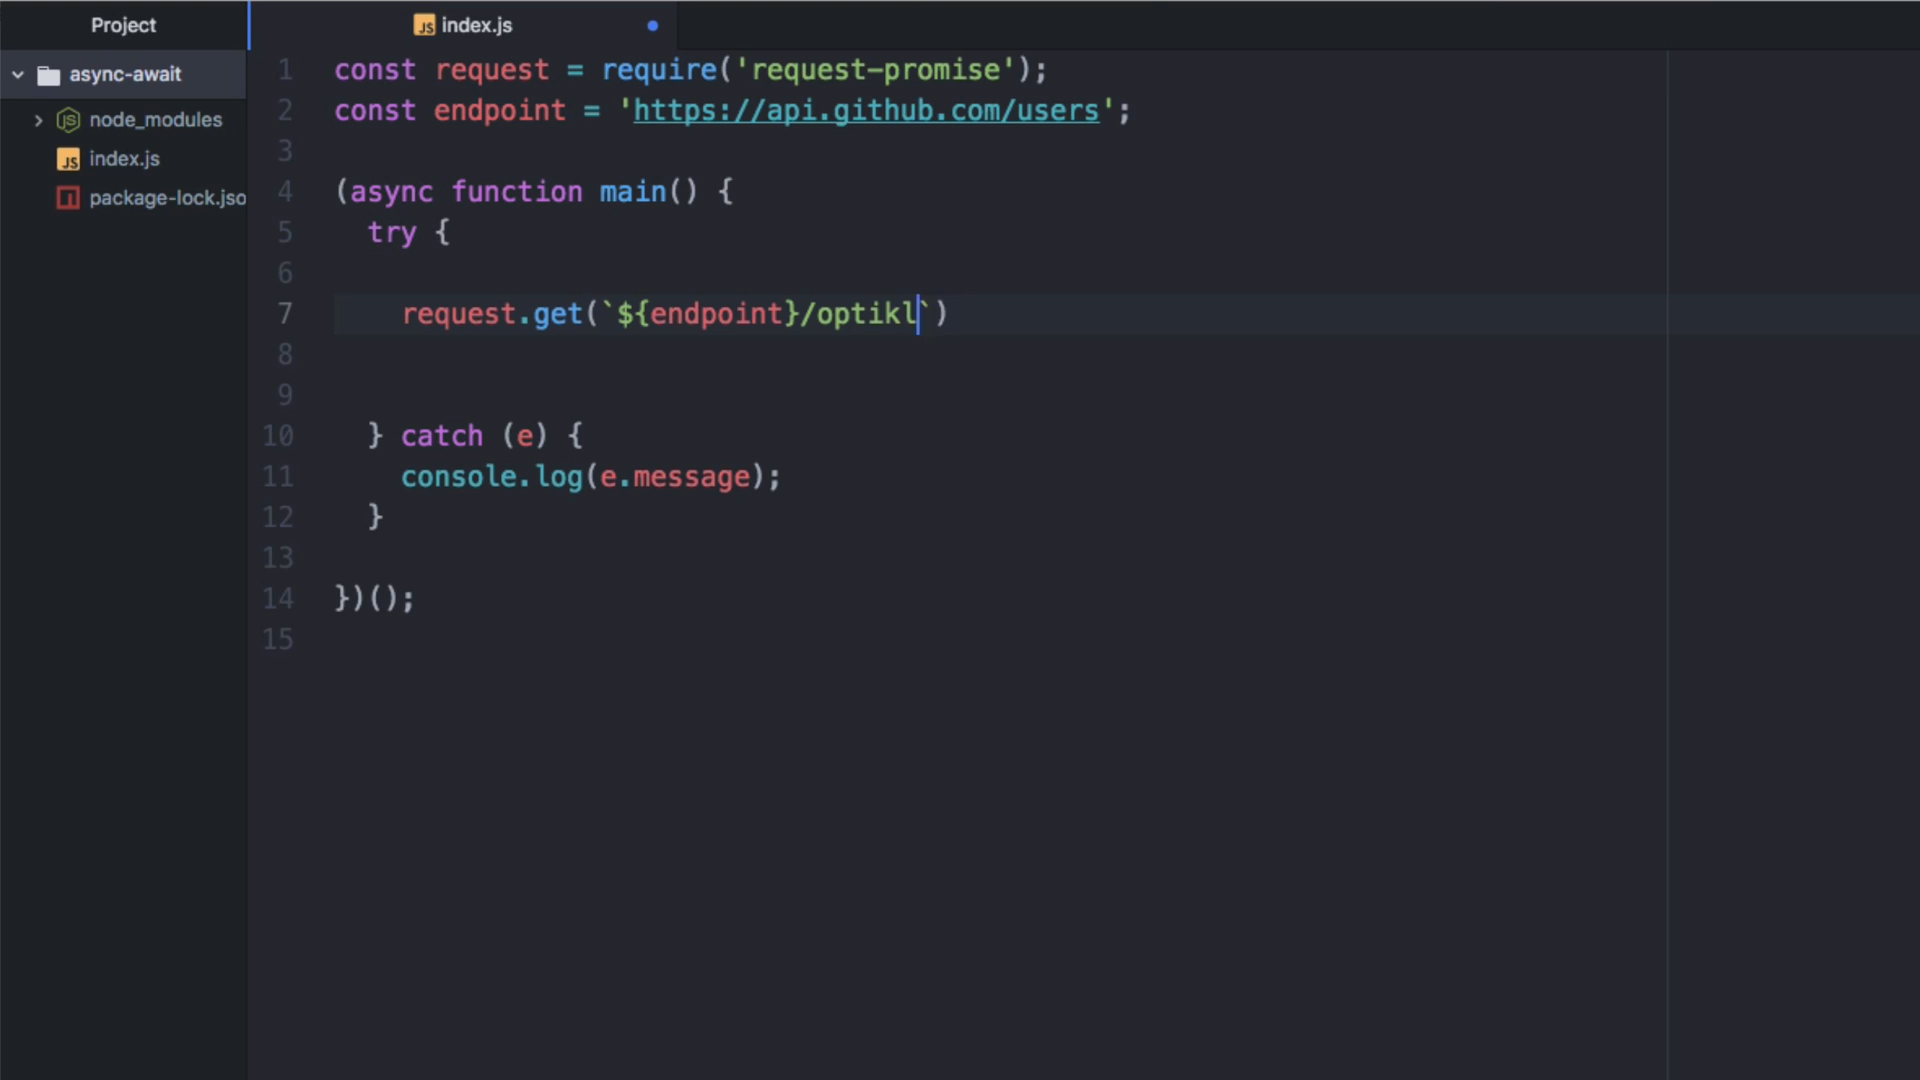 Project
async-await
node_modules
index.js
package-lock.jso
index.js
1 const request = require('request-promise');
2 const endpoint = 'https://api.github.com/users';
3
4 (async function main() {
5   try {
6
7     request.get(`${endpoint}/optikl`)
8
9
10   } catch (e) {
11     console.log(e.message);
12   }
13
14 })();
15